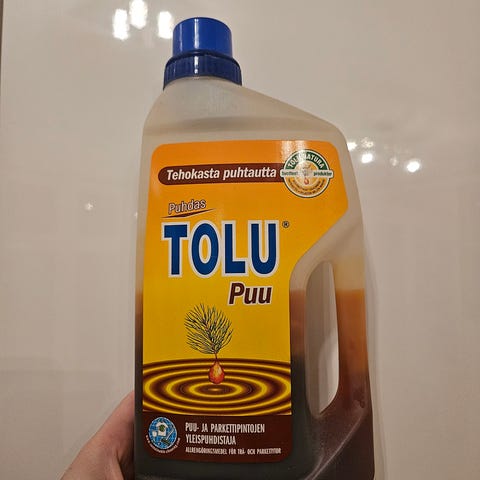 Tehokasta puhtautta
Puhdas
TOLU®
Puu
PUU- JA PARKETTIPINTOJEN
YLEISPUHDISTAJA
ALLRENGÖRINGSMEDEL FÖR TRÄ- OCH PARKETTYTOR